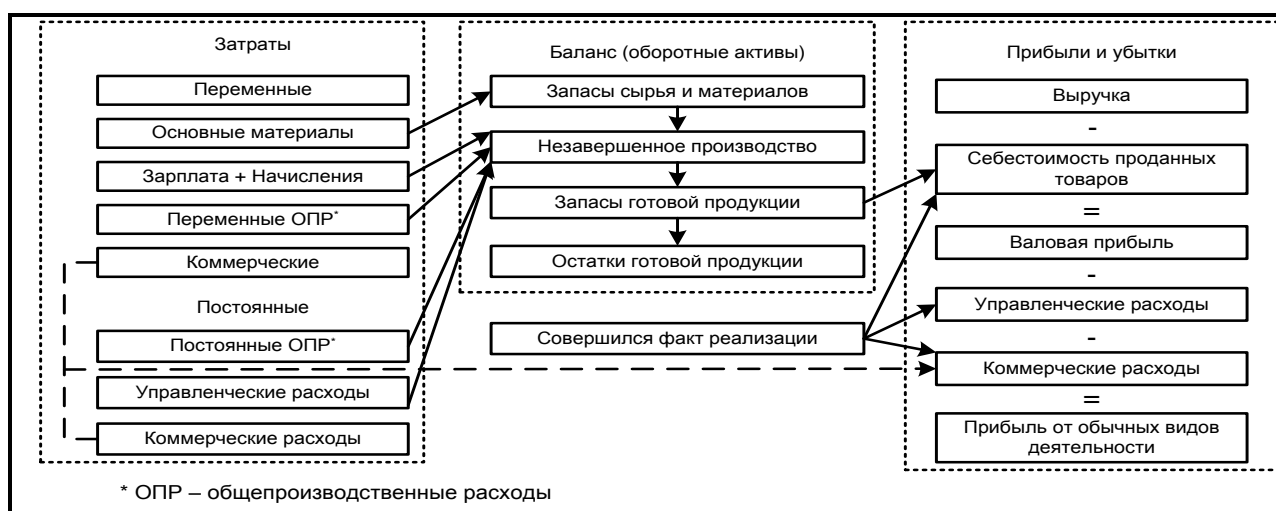 Затраты
Переменные
Основные материалы
Зарплата + Начисления
Переменные ОПР*
Коммерческие
Постоянные
Постоянные ОПР*
Управленческие расходы
Коммерческие расходы
Баланс (оборотные активы)
Запасы сырья и материалов
Незавершенное производство
Запасы готовой продукции
Остатки готовой продукции
Совершился факт реализации
Прибыли и убытки
Выручка
-
Себестоимость проданных
товаров
=
Валовая прибыль
-
Управленческие расходы
-
Коммерческие расходы
=
Прибыль от обычных видов
деятельности
* ОПР – общепроизводственные расходы